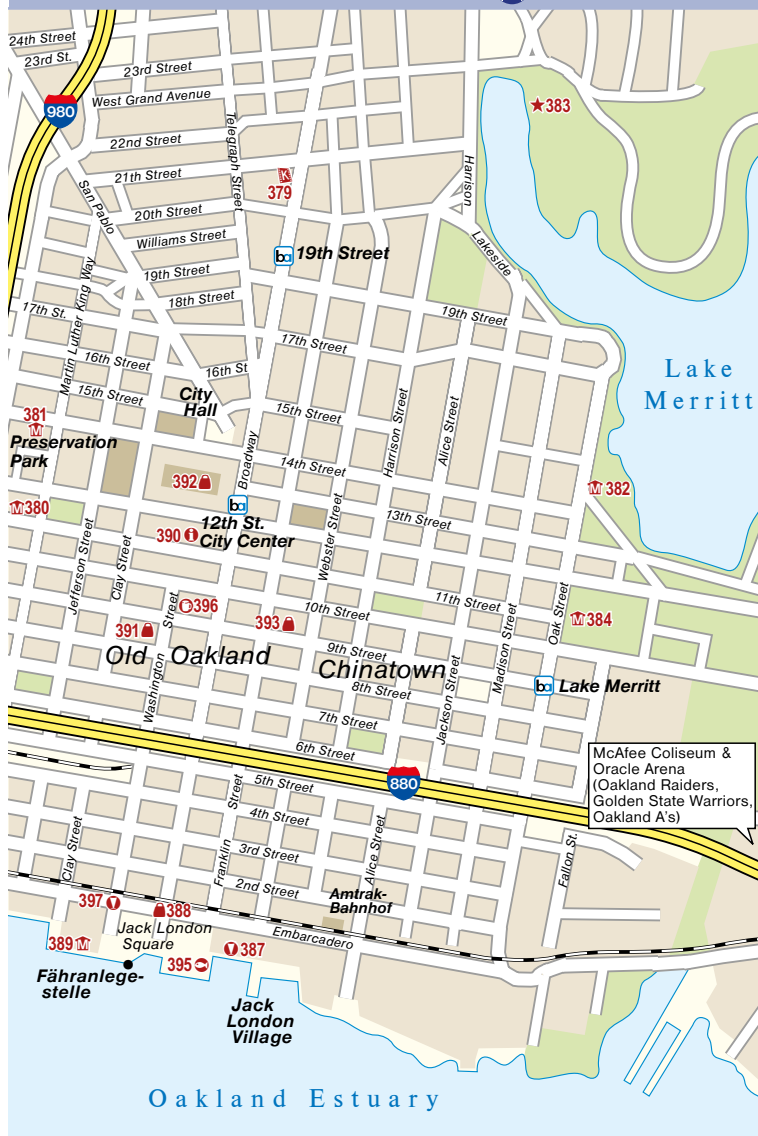 24th Street
23rd St.
23rd Street
West Grand Avenue
980
383
22nd Street
Telegraph Street
Harrison
21st Street
K
379
San Pablo
20th Street
Williams Street
ba 19th Street
Lakeside
19th Street
18th Street
Martin Luther King Way
17th St.
19th Street
17th Street
16th Street
16th St
Lake
Merritt
15th Street
City
Hall
381
M
15th Street
Harrison Street
Alice Street
Preservation
Park
Broadway
14th Street
392
M 382
M 380
ba
12th St.
City Center
390 i
Webster Street
13th Street
Jefferson Street
Clay Street
Street
396
10th Street
11th Street
Oak Street
M 384
391
393
Madison Street
9th Street
Old Oakland
Chinatown
8th Street
Jackson Street
ba Lake Merritt
Washington
7th Street
6th Street
McAfee Coliseum &
Oracle Arena
(Oakland Raiders,
Golden State Warriors,
Oakland A's)
880
5th Street
Street
4th Street
Clay Street
3rd Street
Alice Street
Franklin
Fallon St.
2nd Street
Amtrak-
Bahnhof
397
388
Jack London
Square
Embarcadero
389 M
387
395
Fähranlege-
stelle
Jack
London
Village
Oakland Estuary